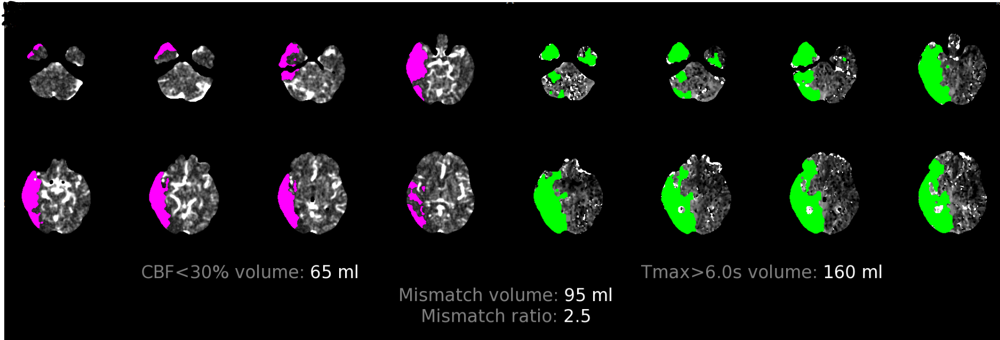 CBF<30% volume: 65 ml
Tmax>6.0s volume: 160 ml
Mismatch volume: 95 ml
Mismatch ratio: 2.5